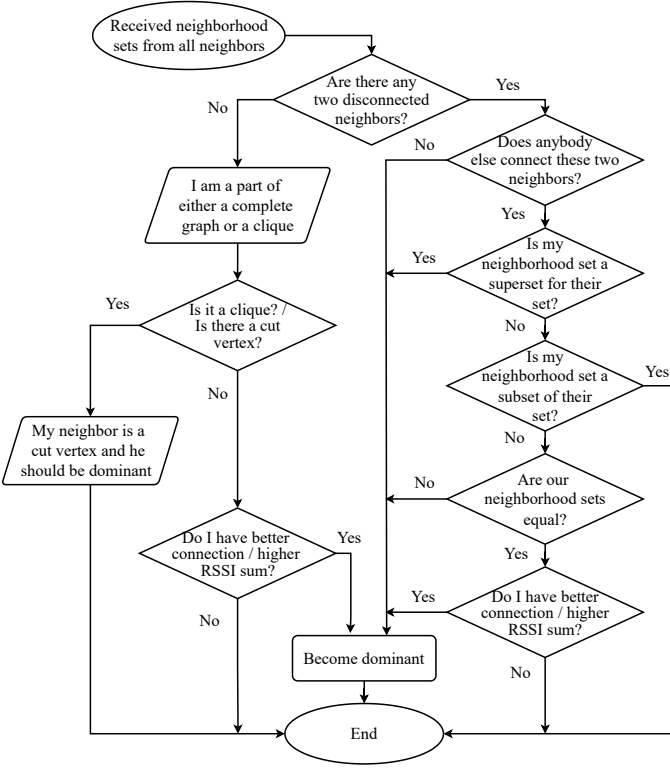 Received neighborhood
sets from all neighbors
Are there any
two disconnected
neighbors?
No
Yes
Does anybody
else connect these two
neighbors?
No
Yes
I am a part of
either a complete
graph or a clique
Is my
neighborhood set a
superset for their
set?
Yes
No
Is it a clique? /
Is there a cut
vertex?
Yes
No
Is my
neighborhood set a
subset of their
set?
Yes
No
My neighbor is a
cut vertex and he
should be dominant
Are our
neighborhood sets
equal?
No
Yes
Do I have better
connection / higher
RSSI sum?
Yes
No
Do I have better
connection / higher
RSSI sum?
Yes
No
Become dominant
End